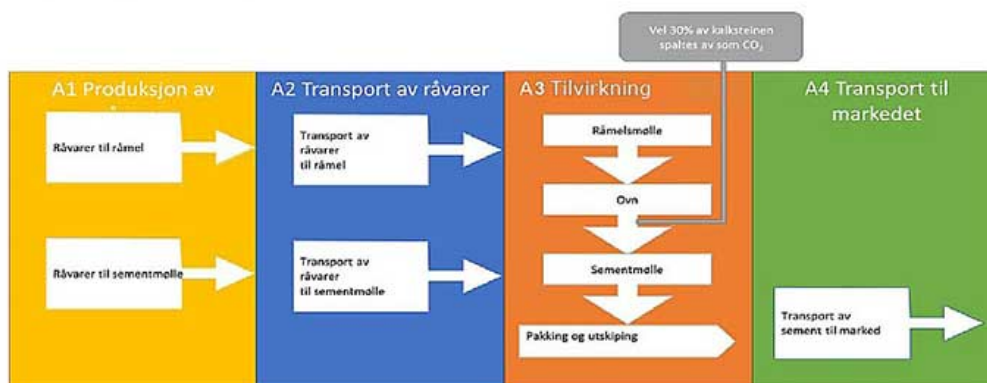 Vel 30% av kalksteinen
spaltes av som CO₂
A1 Produksjon av
Råvarer til råmel
Råvarer til sementmølle
A2 Transport av råvarer
Transport av
råvarer
til råmel
Transport av
råvarer
til sementmølle
A3 Tilvirkning
Råmelsmølle
Ovn
Sementmølle
Pakking og utskiping
A4 Transport til
markedet
Transport av
sement til marked